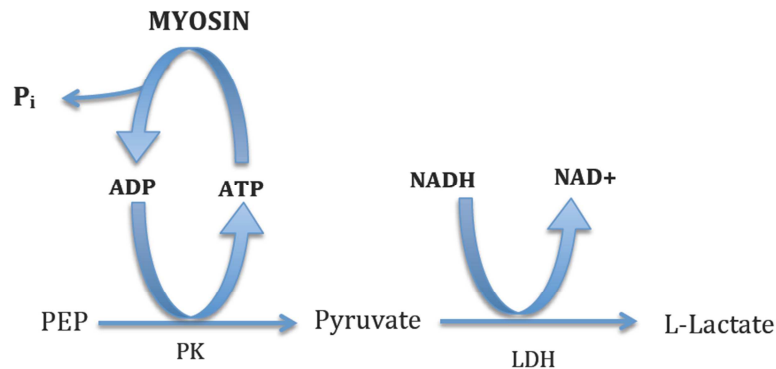 MYOSIN
Pi
ADP
ATP
NADH
NAD+
PEP
Pyruvate
L-Lactate
PK
LDH